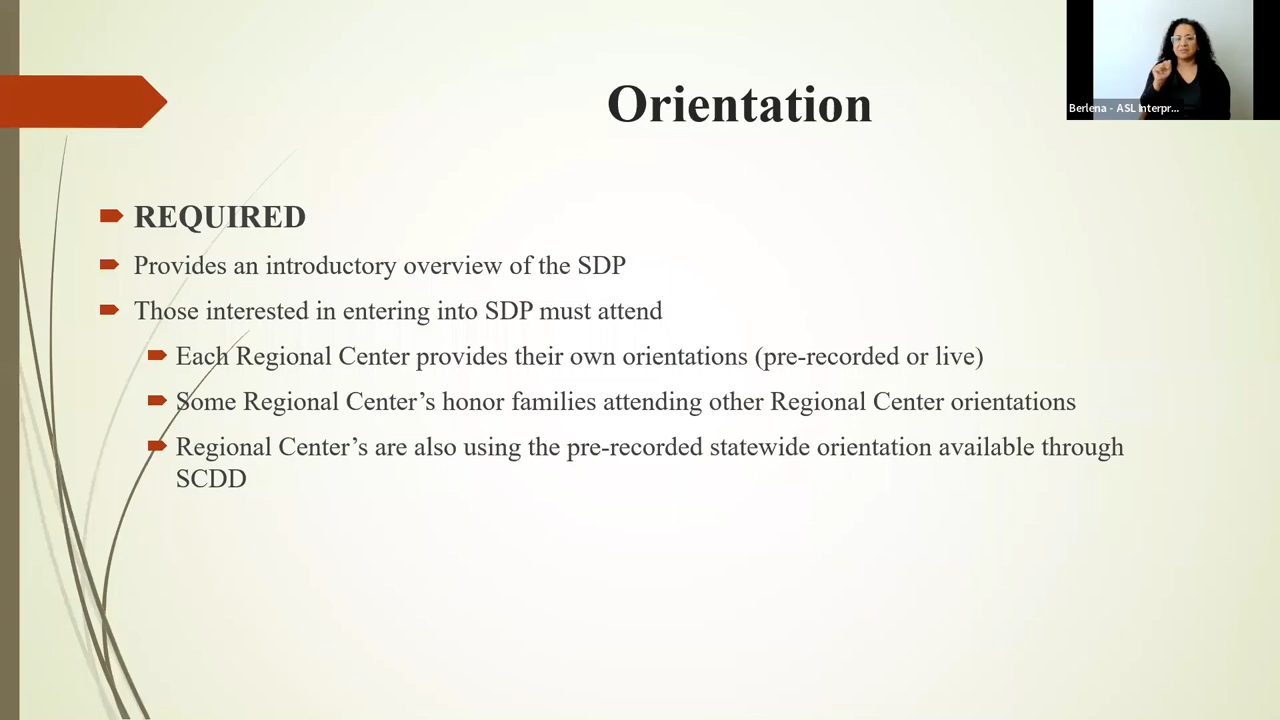 Orientation
Berlena - ASL Interpr...
REQUIRED
Provides an introductory overview of the SDP
Those interested in entering into SDP must attend
Each Regional Center provides their own orientations (pre-recorded or live)
Some Regional Center’s honor families attending other Regional Center orientations
Regional Center’s are also using the pre-recorded statewide orientation available through
SCDD